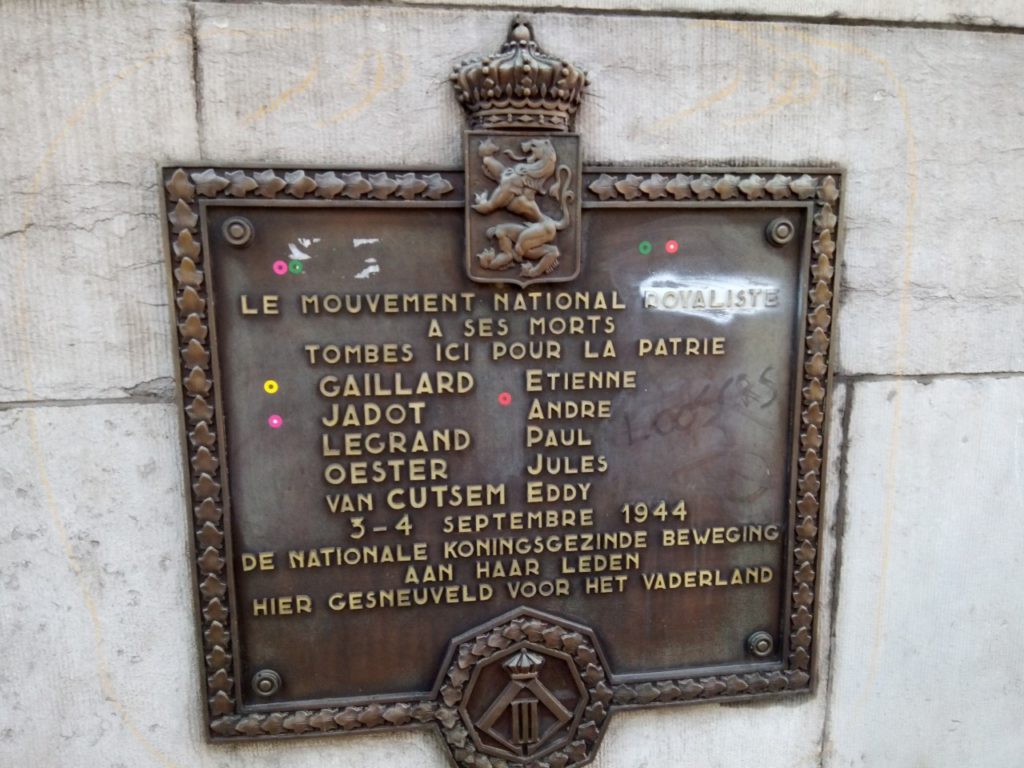 LE MOUVEMENT NATIONAL ROYALISTE
A SES MORTS
TOMBES ICI POUR LA PATRIE
GAILLARD ETIENNE
JADOT ANDRE
LEGRAND PAUL
OESTER JULES
VAN CUTSEM EDDY
3-4 SEPTEMBRE 1944
DE NATIONALE KONINGSGEZINDE BEWEGING
AAN HAAR LEDEN
HIER GESNEUVELD VOOR HET VADERLAND